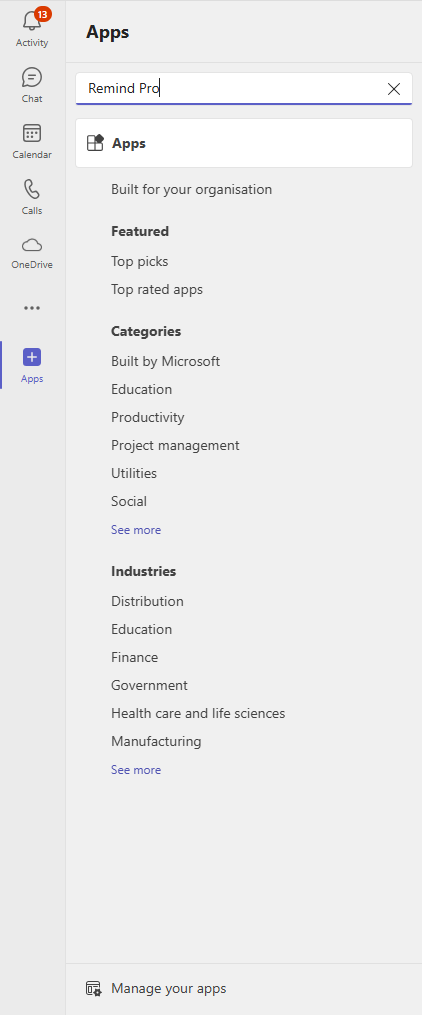 13
Activity
Chat
Calendar
Calls
OneDrive
Apps
Apps
Remind Pro
Apps
Built for your organisation
Featured
Top picks
Top rated apps
Categories
Built by Microsoft
Education
Productivity
Project management
Utilities
Social
See more
Industries
Distribution
Education
Finance
Government
Health care and life sciences
Manufacturing
See more
Manage your apps